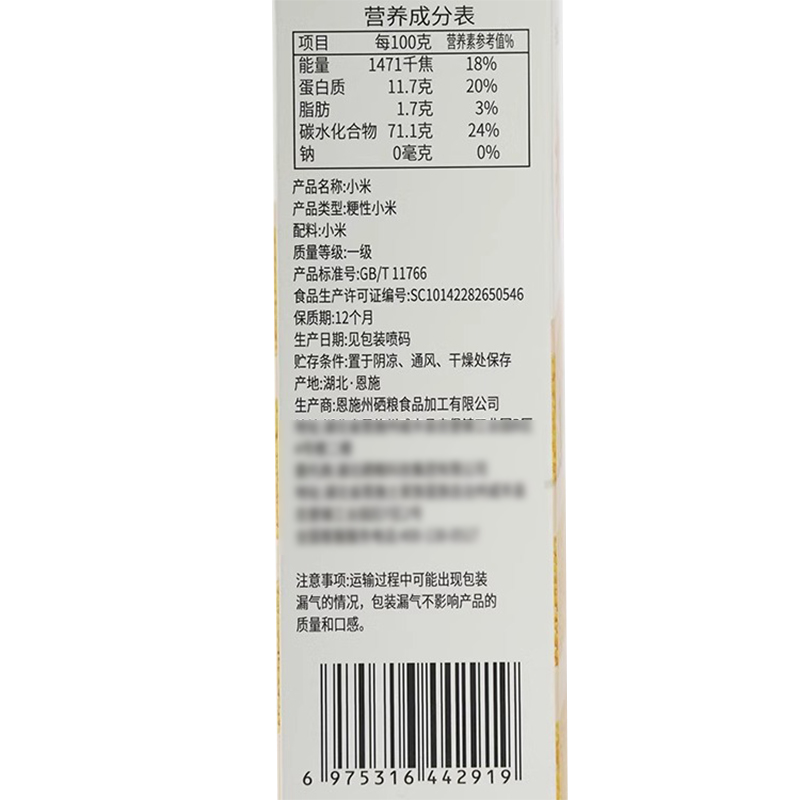 营养成分表
项目 每100克 营养素参考值%
能量 1471千焦 18%
蛋白质 11.7克 20%
脂肪 1.7克 3%
碳水化合物 71.1克 24%
钠 0毫克 0%
产品名称:小米
产品类型:粳性小米
配料:小米
质量等级:一级
产品标准号:GB/T 11766
食品生产许可证编号:SC10142282650546
保质期:12个月
生产日期:见包装喷码
贮存条件:置于阴凉、通风、干燥处保存
产地:湖北·恩施
生产商:恩施州硒粮食品加工有限公司
注意事项:运输过程中可能出现包装
漏气的情况，包装漏气不影响产品的
质量和口感。
6 975316 442919